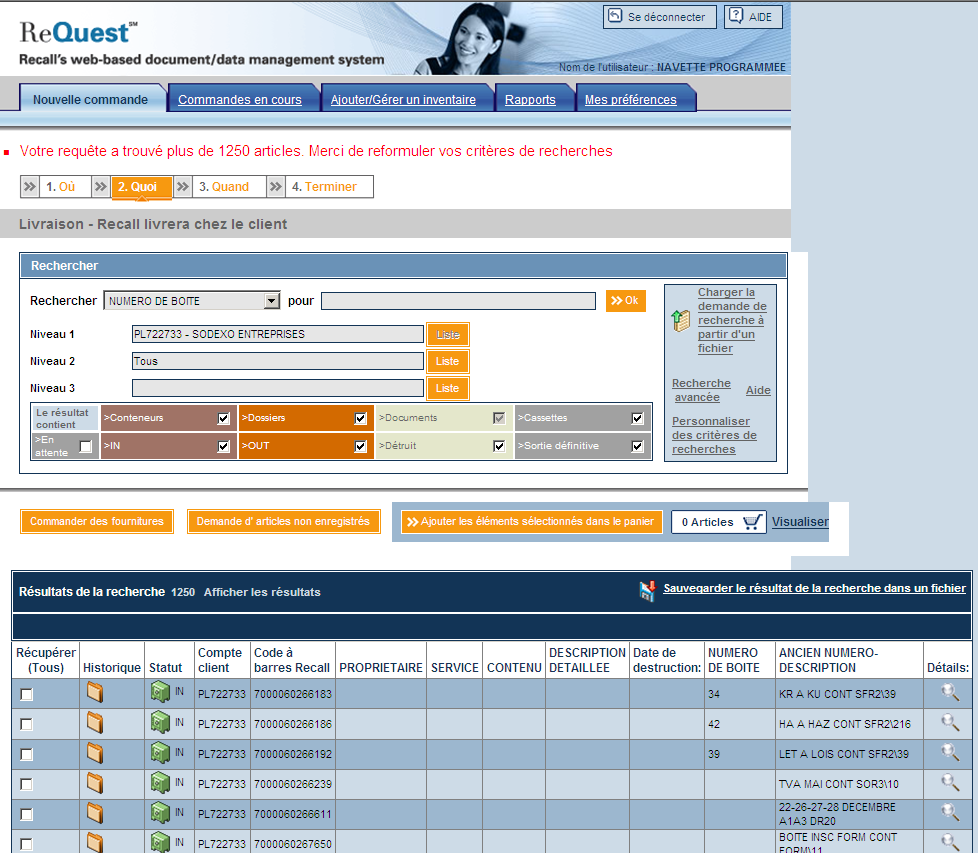 ReQuest℠
Se déconnecter
AIDE
Recall's web-based document/data management system
Nom de l'utilisateur : NAVETTE PROGRAMMEE
Nouvelle commande
Commandes en cours
Ajouter/Gérer un inventaire
Rapports
Mes préférences
Votre requête a trouvé plus de 1250 articles. Merci de reformuler vos critères de recherches
1. Où
2. Quoi
3. Quand
4. Terminer
Livraison - Recall livrera chez le client
Rechercher
Rechercher NUMERO DE BOITE pour Ok
Niveau 1 PL722733 - SODEXO ENTREPRISES Liste
Niveau 2 Tous Liste
Niveau 3 Liste
Charger la
demande de
recherche à
partir d'un
fichier
Recherche
avancée
Aide
Personnaliser
des critères de
recherches
Le résultat
contient
>Conteneurs
>Dossiers
>Documents
>Cassettes
>En
attente
>IN
>OUT
>Détruit
>Sortie définitive
Commander des fournitures
Demande d' articles non enregistrés
Ajouter les éléments sélectionnés dans le panier
0 Articles
Visualiser
Résultats de la recherche 1250 Afficher les résultats
Sauvegarder le résultat de la recherche dans un fichier
Récupérer
(Tous)
Historique
Statut
Compte
client
Code à
barres Recall
PROPRIETAIRE
SERVICE
CONTENU
DESCRIPTION
DETAILLEE
Date de
destruction:
NUMERO
DE BOITE
ANCIEN NUMERO-
DESCRIPTION
Détails:
IN PL722733 7000060266183 34 KR A KU CONT SFR2\39
IN PL722733 7000060266186 42 HA A HAZ CONT SFR2\216
IN PL722733 7000060266192 39 LET A LOIS CONT SFR2\39
IN PL722733 7000060266239 TVA MAI CONT SOR3\10
IN PL722733 7000060266611 22-26-27-28 DECEMBRE
A1A3 DR20
IN PL722733 7000060267650 BOITE INSC FORM CONT
FORM\11